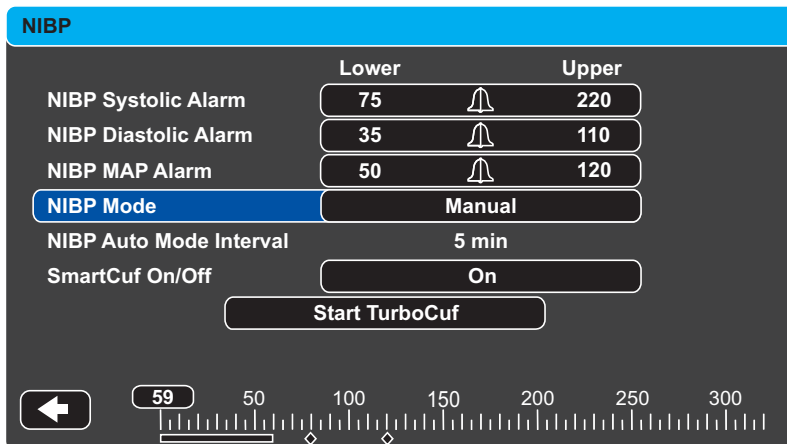 NIBP
Lower Upper
NIBP Systolic Alarm 75 220
NIBP Diastolic Alarm 35 110
NIBP MAP Alarm 50 120
NIBP Mode Manual
NIBP Auto Mode Interval 5 min
SmartCuf On/Off On
Start TurboCuf
59 50 100 150 200 250 300